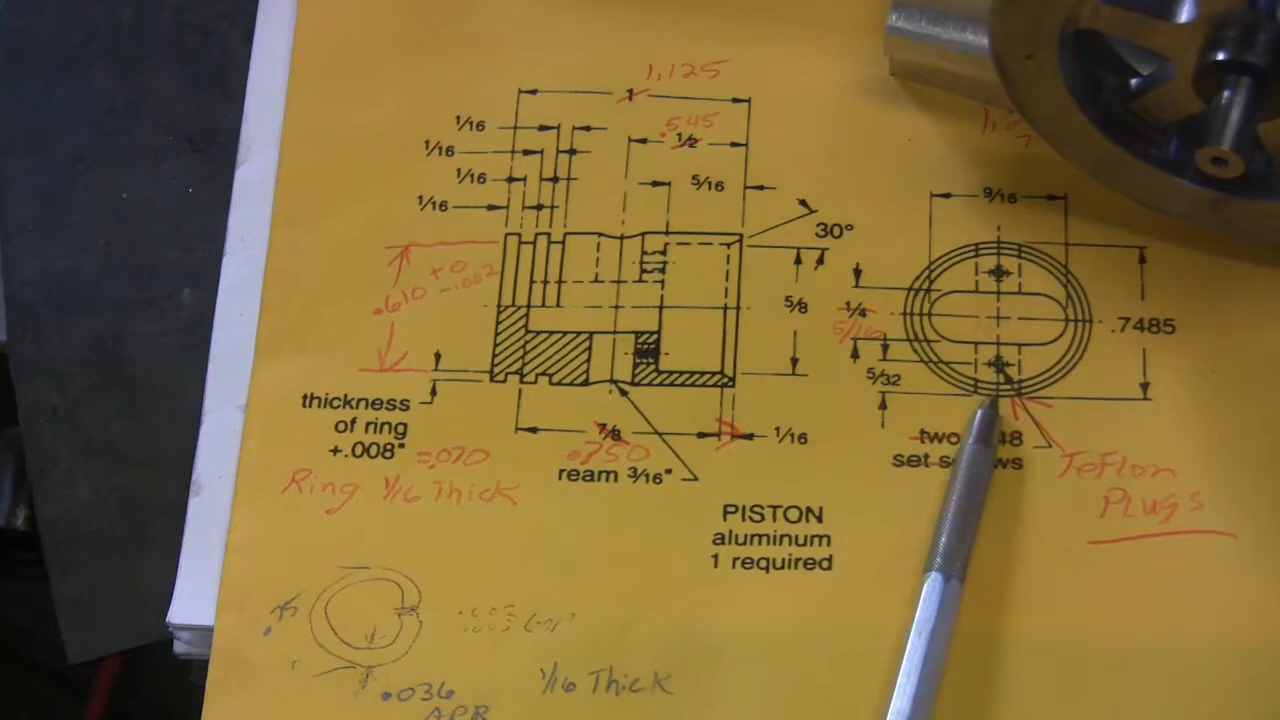 1.125
1
.545
1/2
1/16
1/16
1/16
1/16
5/16
30°
5/8
.610 +0
-.002
thickness
of ring
+.008" =.070
Ring 1/16 Thick
7/8
.750
1/16
ream 3/16"
9/16
1/4
5/16
5/32
.7485
two
48
set
Teflon
Plugs
PISTON
aluminum
1 required
.036
1/16 Thick